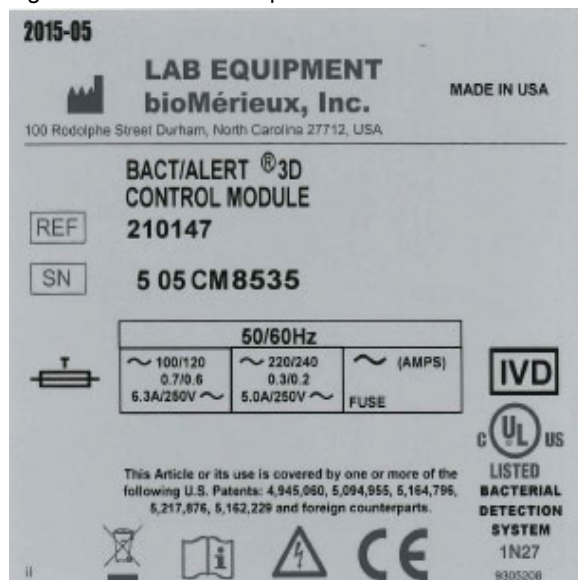 2015-05
LAB EQUIPMENT
bioMérieux, Inc.
MADE IN USA
100 Rodolphe Street Durham, North Carolina 27712, USA
BACT/ALERT ®3D
CONTROL MODULE
REF 210147
SN 5 05 CM8535
50/60Hz
T ~ 100/120 ~ 220/240 ~ (AMPS)
0.7/0.6 0.3/0.2
6.3A/250V ~ 5.0A/250V ~ FUSE
IVD
C UL US
LISTED
BACTERIAL
DETECTION
SYSTEM
1N27
9305208
This Article or its use is covered by one or more of the
following U.S. Patents: 4,945,060, 5,094,955, 5,164,796,
5,217,876, 5,162,229 and foreign counterparts.
i
CE